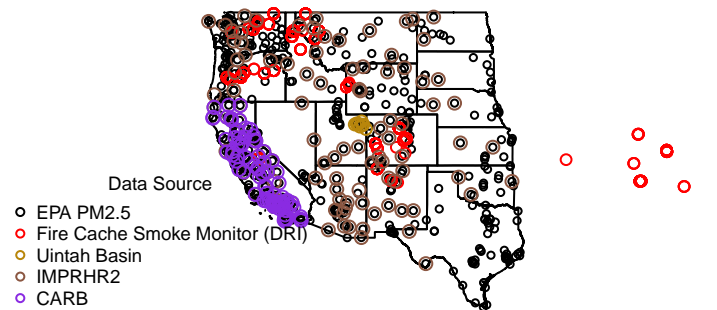 Data Source
EPA PM2.5
Fire Cache Smoke Monitor (DRI)
Uintah Basin
IMPRHR2
CARB